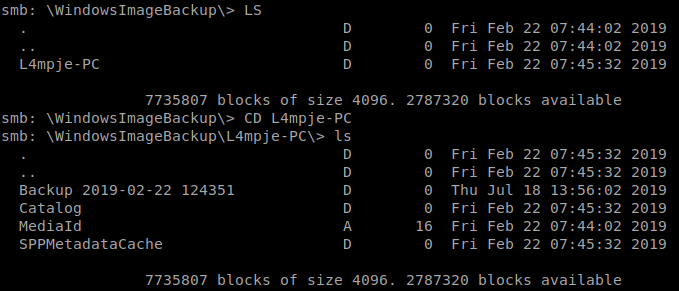 smb: \WindowsImageBackup\> LS
  .                                   D        0  Fri Feb 22 07:44:02 2019
  ..                                  D        0  Fri Feb 22 07:44:02 2019
  L4mpje-PC                           D        0  Fri Feb 22 07:45:32 2019

                7735807 blocks of size 4096. 2787320 blocks available
smb: \WindowsImageBackup\> CD L4mpje-PC
smb: \WindowsImageBackup\L4mpje-PC\> ls
  .                                   D        0  Fri Feb 22 07:45:32 2019
  ..                                  D        0  Fri Feb 22 07:45:32 2019
  Backup 2019-02-22 124351            D        0  Thu Jul 18 13:56:02 2019
  Catalog                             D        0  Fri Feb 22 07:45:32 2019
  MediaId                             A       16  Fri Feb 22 07:44:02 2019
  SPPMetadataCache                    D        0  Fri Feb 22 07:45:32 2019

                7735807 blocks of size 4096. 2787320 blocks available